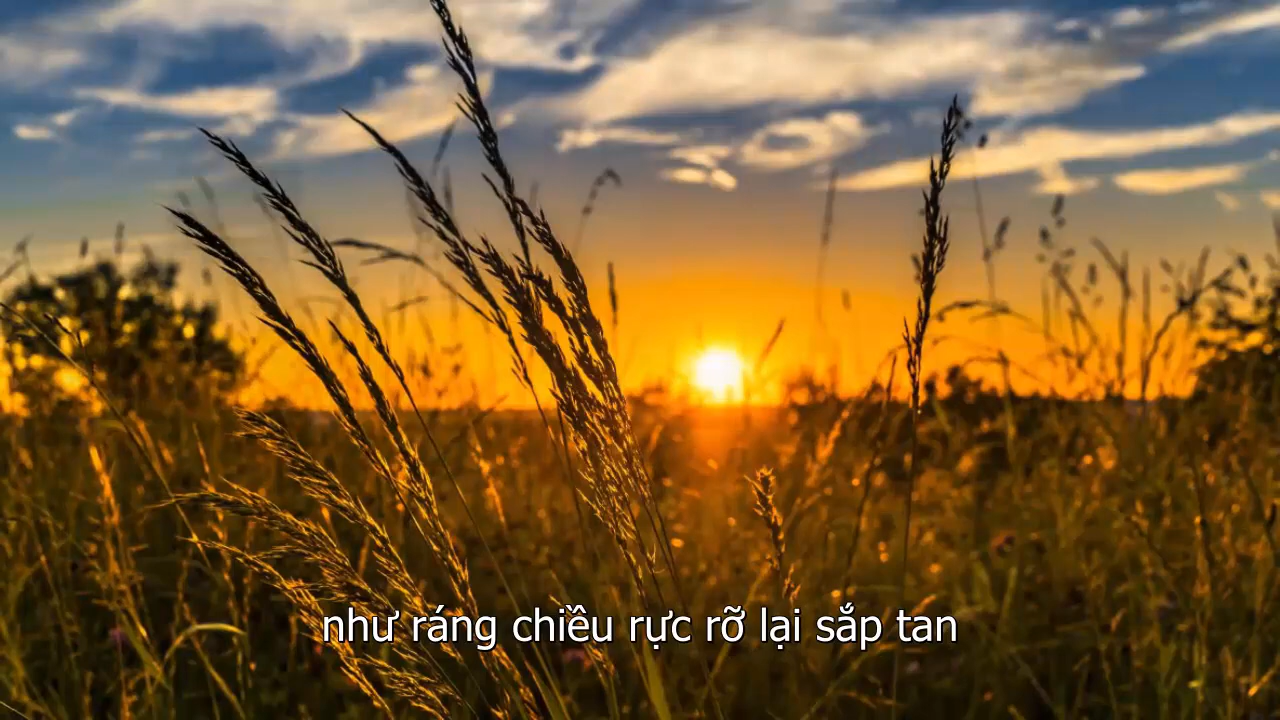 như ráng chiều rực rỡ lại sắp tan